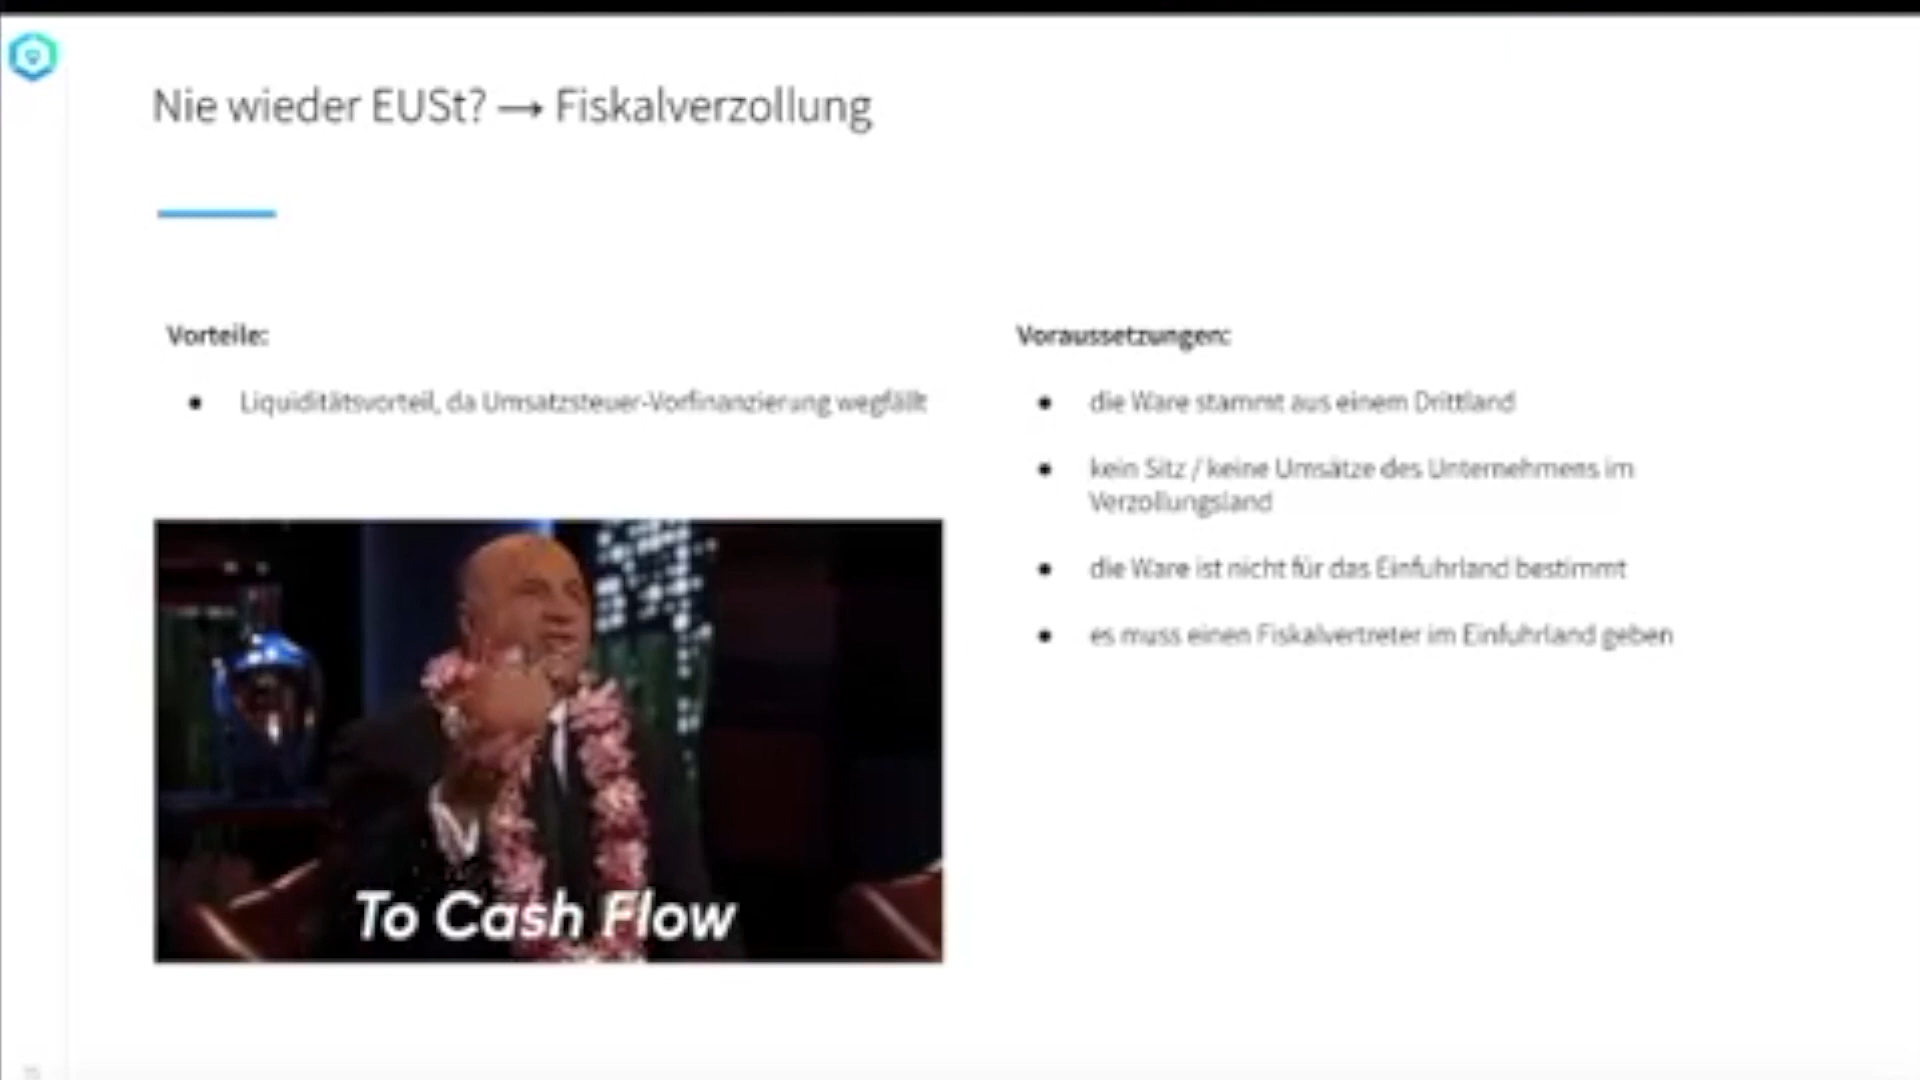 Nie wieder EUSt? → Fiskalverzollung
Vorteile:
● Liquiditätsvorteil, da Umsatzsteuer-Vorfinanzierung wegfällt
To Cash Flow
Voraussetzungen:
● die Ware stammt aus einem Drittland
● kein Sitz / keine Umsätze des Unternehmens im
Verzollungsland
● die Ware ist nicht für das Einfuhrland bestimmt
● es muss einen Fiskalvertreter im Einfuhrland geben